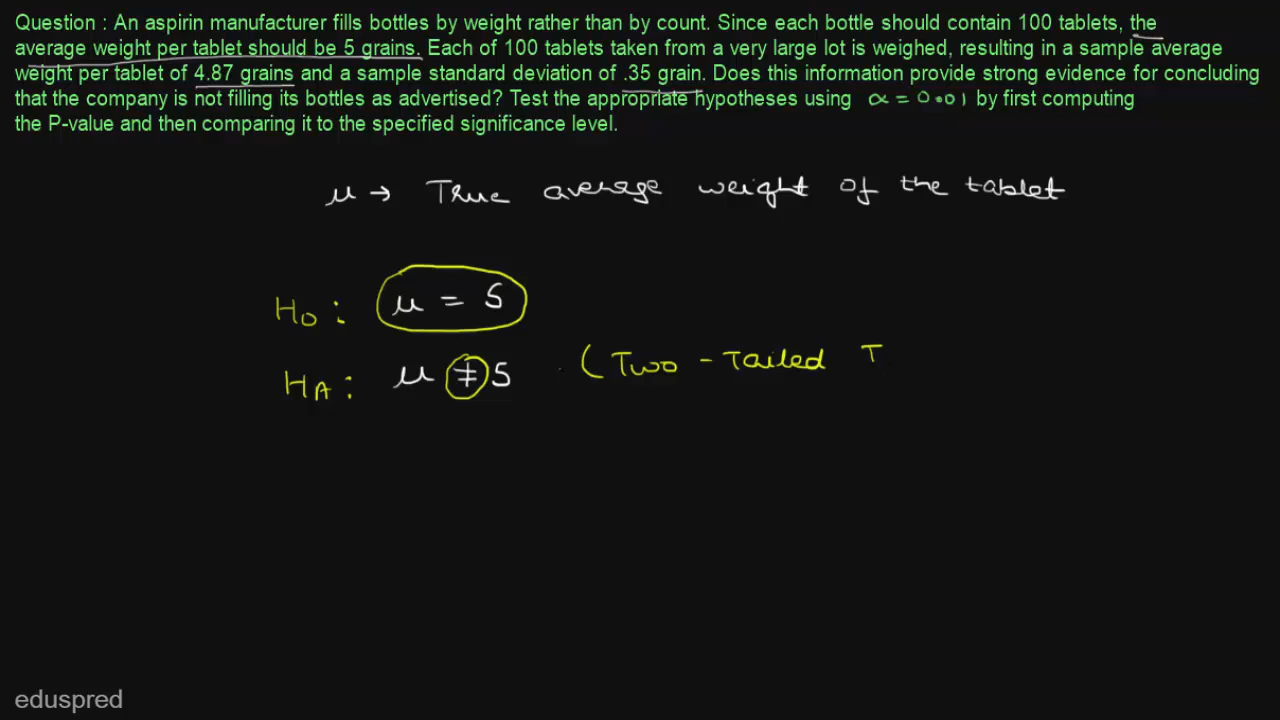 Question : An aspirin manufacturer fills bottles by weight rather than by count. Since each bottle should contain 100 tablets, the
average weight per tablet should be 5 grains. Each of 100 tablets taken from a very large lot is weighed, resulting in a sample average
weight per tablet of 4.87 grains and a sample standard deviation of .35 grain. Does this information provide strong evidence for concluding
that the company is not filling its bottles as advertised? Test the appropriate hypotheses using α = 0.01 by first computing
the P-value and then comparing it to the specified significance level.
μ → True average weight of the tablet
H0 : μ = 5
HA : μ ≠ 5 (Two - Tailed T
eduspred